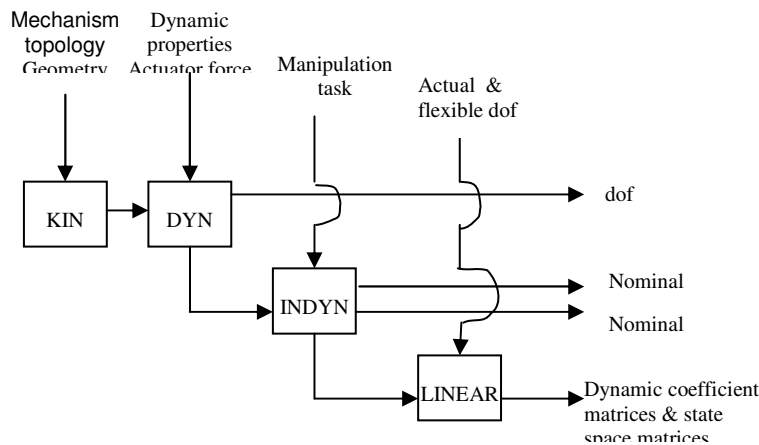 Mechanism
topology
Geometry
Dynamic
properties
Actuator force
Manipulation
task
Actual &
flexible dof
KIN
DYN
dof
INDYN
Nominal
Nominal
LINEAR
Dynamic coefficient
matrices & state
space matrices